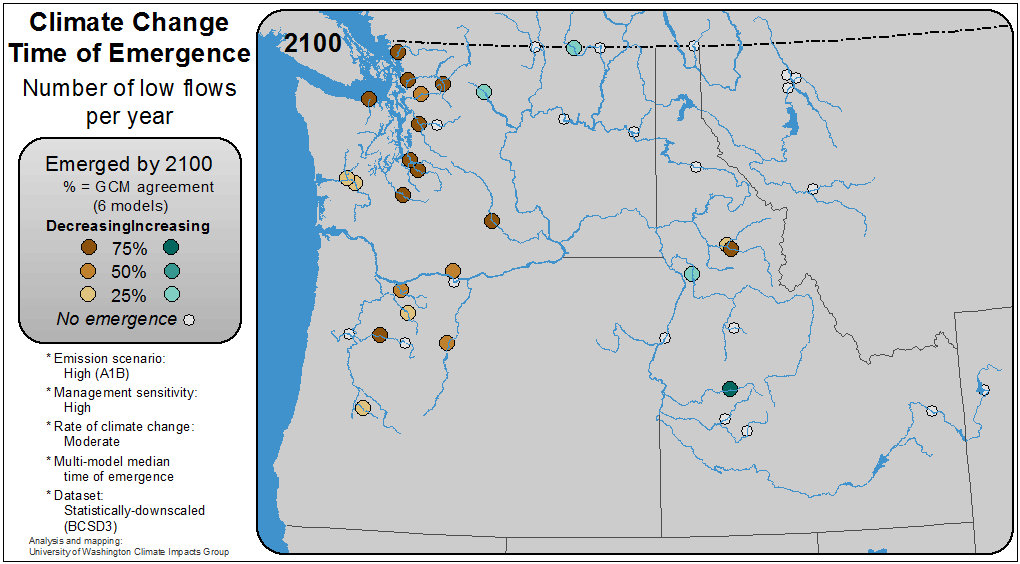 Climate Change
Time of Emergence
Number of low flows
per year
2100
Emerged by 2100
% = GCM agreement
(6 models)
DecreasingIncreasing
75%
50%
25%
No emergence
* Emission scenario:
High (A1B)
* Management sensitivity:
High
* Rate of climate change:
Moderate
* Multi-model median
time of emergence
* Dataset:
Statistically-downscaled
(BCSD3)
Analysis and mapping:
University of Washington Climate Impacts Group